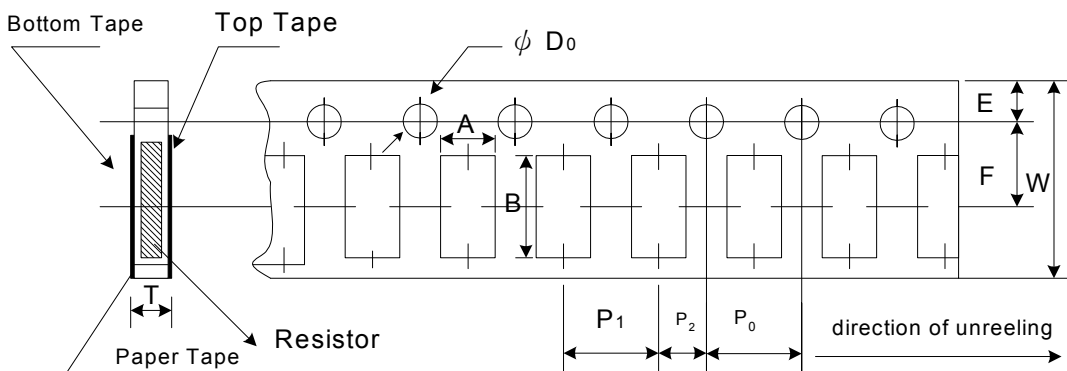 Bottom Tape
Top Tape
ψ D0
E
A
F
W
B
T
P1
P2
P0
direction of unreeling
Resistor
Paper Tape